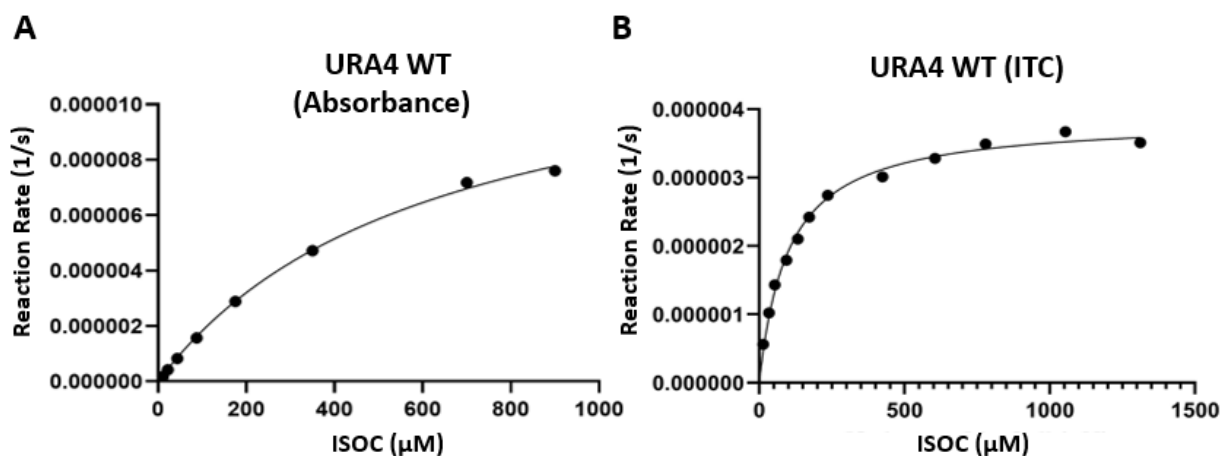 A
URA4 WT
(Absorbance)
Reaction Rate (1/s)
0.000010
0.000008
0.000006
0.000004
0.000002
0.000000
0 200 400 600 800 1000
ISOC (μM)
B
URA4 WT (ITC)
Reaction Rate (1/s)
0.000004
0.000003
0.000002
0.000001
0.000000
0 500 1000 1500
ISOC (μM)